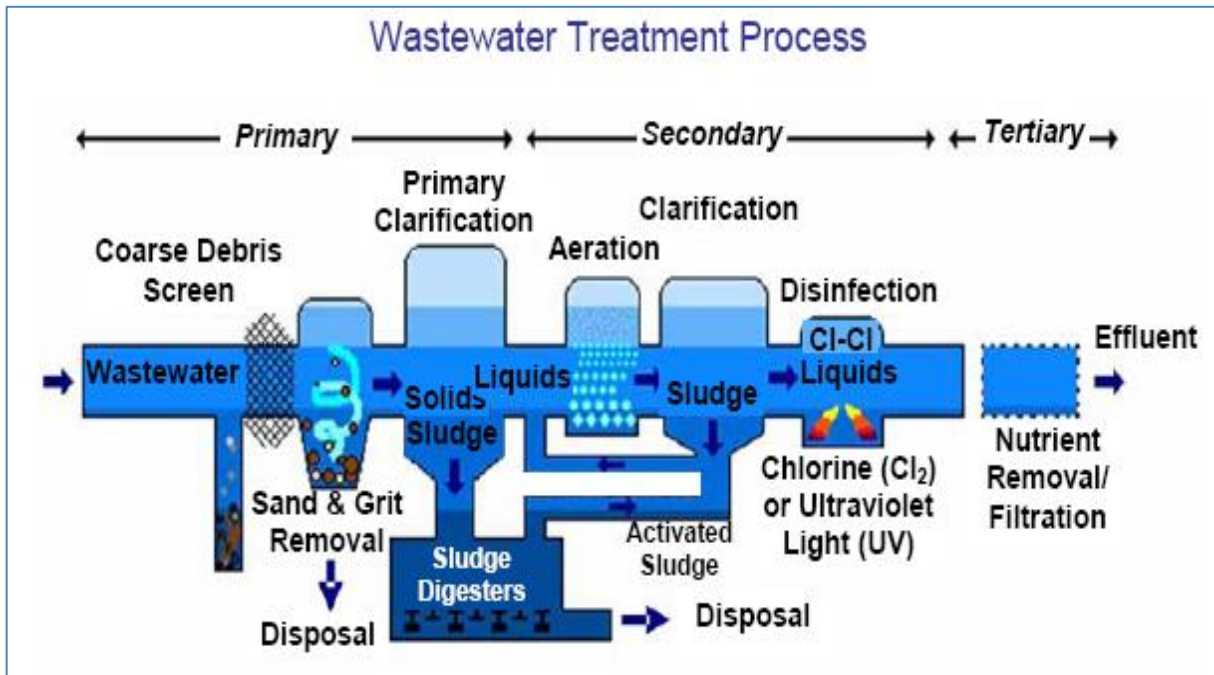 Wastewater Treatment Process
Primary
Secondary
Tertiary
Primary
Clarification
Clarification
Coarse Debris
Screen
Aeration
Disinfection
Effluent
Wastewater
Solids
Sludge
Liquids
Sludge
Cl-Cl
Liquids
Sand & Grit
Removal
Disposal
Sludge
Digesters
Disposal
Activated
Sludge
Chlorine (Cl₂)
or Ultraviolet
Light (UV)
Nutrient
Removal/
Filtration